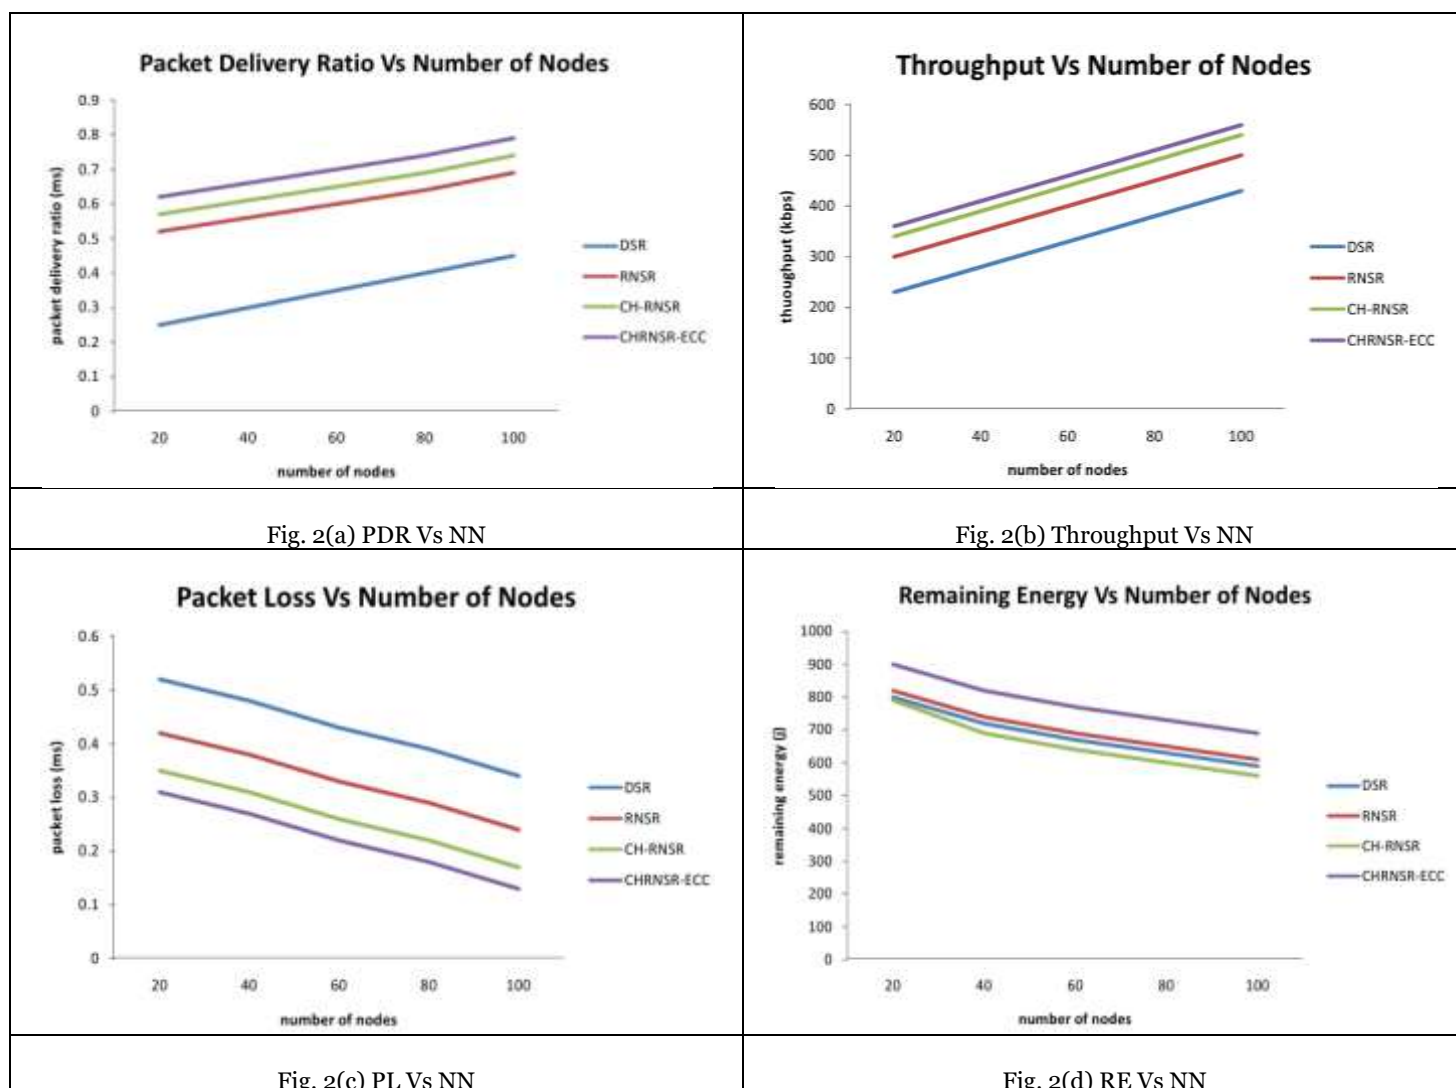 Packet Delivery Ratio Vs Number of Nodes
packet delivery ratio (ms)
0.9
0.8
0.7
0.6
0.5
0.4
0.3
0.2
0.1
0
20 40 60 80 100
number of nodes
DSR
RNSR
CH-RNSR
CHRNSR-ECC
Throughput Vs Number of Nodes
thuoughput (kbps)
600
500
400
300
200
100
0
20 40 60 80 100
number of nodes
DSR
RNSR
CH-RNSR
CHRNSR-ECC
Fig. 2(a) PDR Vs NN
Fig. 2(b) Throughput Vs NN
Packet Loss Vs Number of Nodes
packet loss (ms)
0.6
0.5
0.4
0.3
0.2
0.1
0
20 40 60 80 100
number of nodes
DSR
RNSR
CH-RNSR
CHRNSR-ECC
Remaining Energy Vs Number of Nodes
remaining energy (j)
1000
900
800
700
600
500
400
300
200
100
0
20 40 60 80 100
number of nodes
DSR
RNSR
CH-RNSR
CHRNSR-ECC
Fig. 2(c) PL Vs NN
Fig. 2(d) RE Vs NN